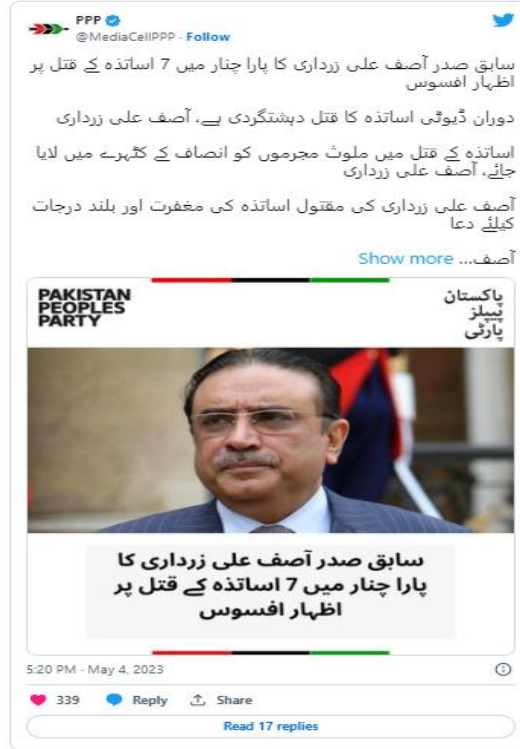 PPP
@MediaCellPPP · Follow
سابق صدر آصف علی زرداری کا پارا چنار میں 7 اساتذہ کے قتل پر
اظہار افسوس
دوران ڈیوٹی اساتذہ کا قتل دہشتگردی ہے، آصف علی زرداری
اساتذہ کے قتل میں ملوث مجرموں کو انصاف کے کٹہرے میں لایا
جائے، آصف علی زرداری
آصف علی زرداری کی مقتول اساتذہ کی مغفرت اور بلند درجات
کیلئے دعا
آصف... Show more
PAKISTAN
PEOPLES
PARTY
پاکستان
پیپلز
پارٹی
سابق صدر آصف علی زرداری کا
پارا چنار میں 7 اساتذہ کے قتل پر
اظہار افسوس
5:20 PM · May 4, 2023
339 Reply Share
Read 17 replies